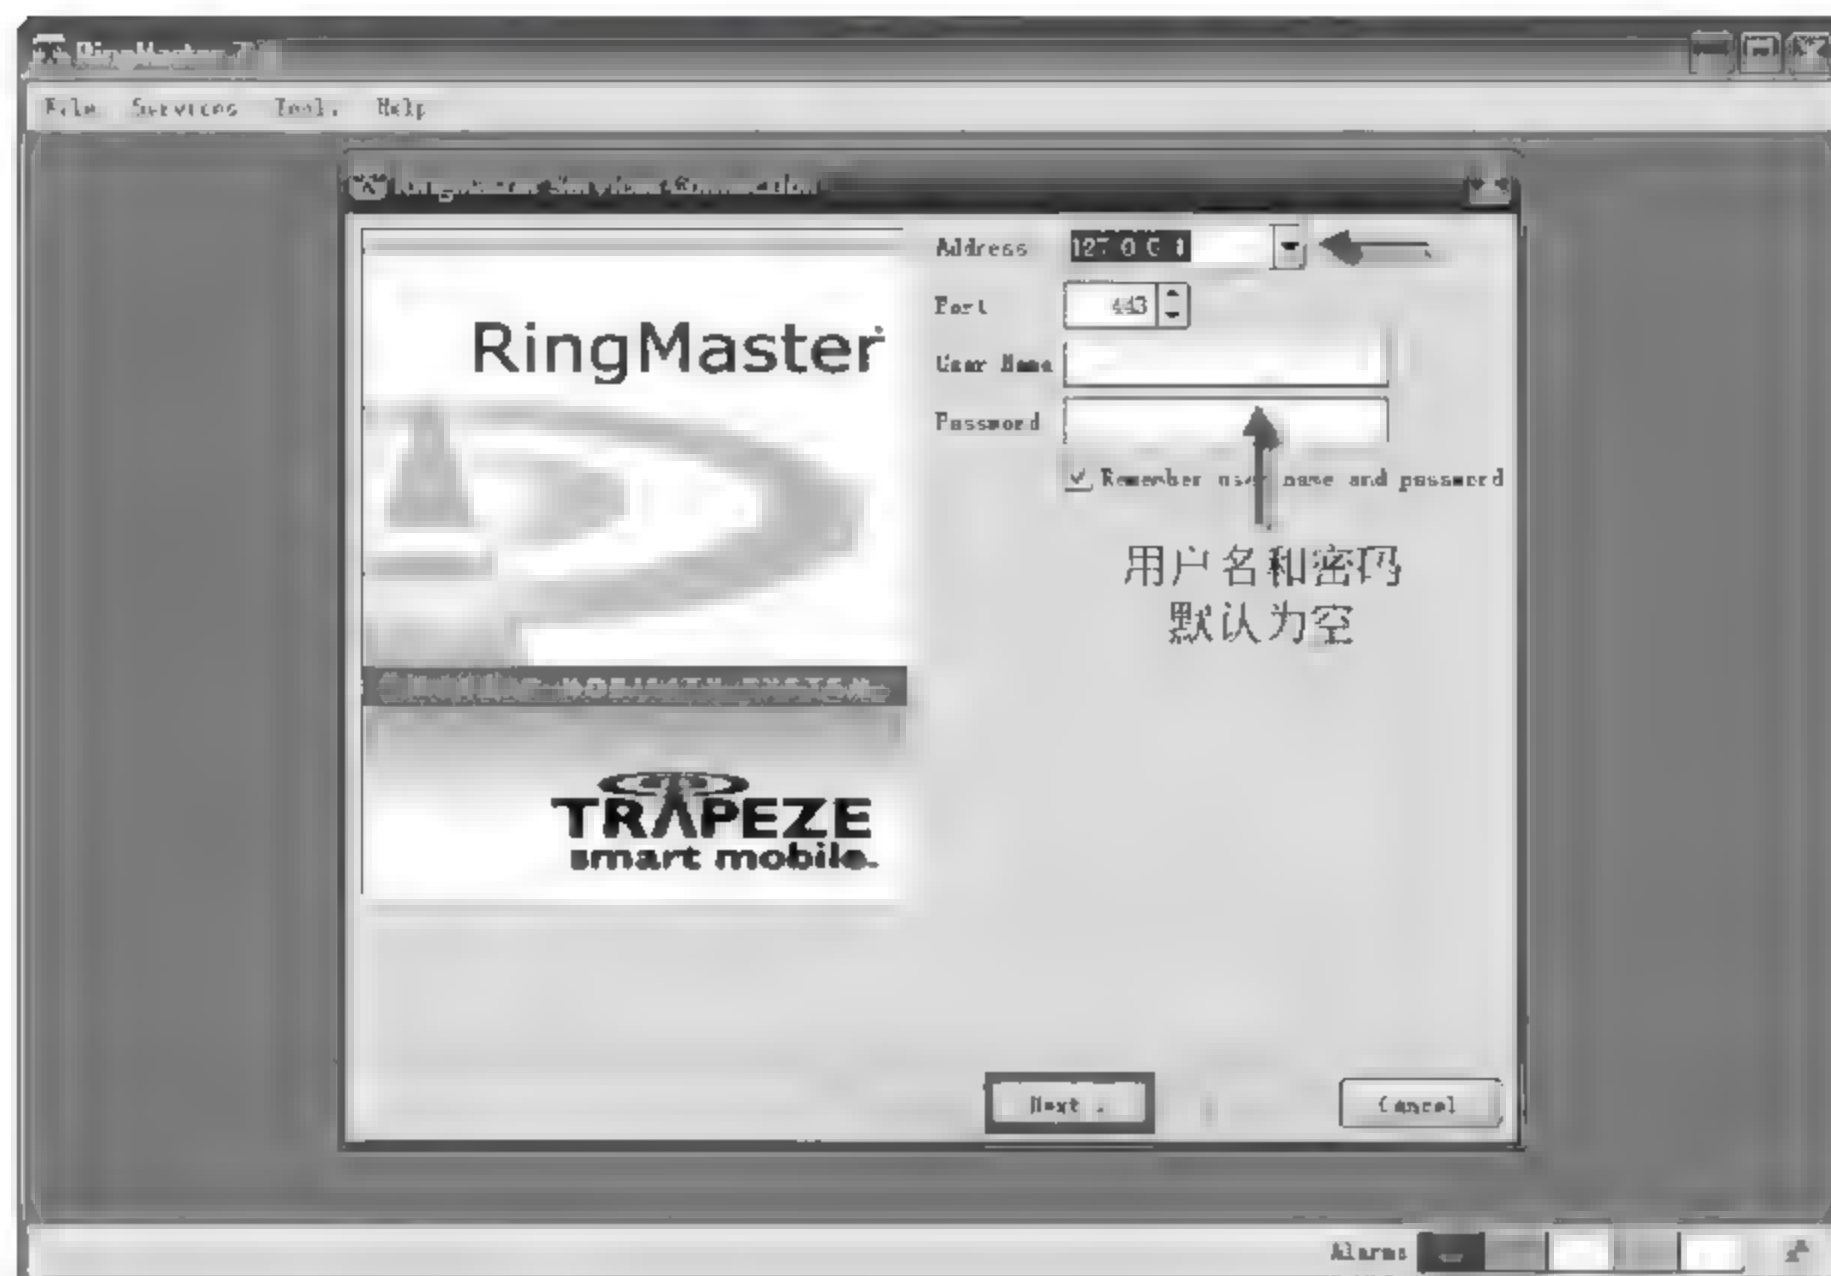 RingMaster
File Services Tools Help
Address 127.0.0.1
Port 443
User Name
Password
Remember user name and password
用户名和密码
默认为空
RingMaster
TRAPEZE
smart mobile.
Next
Cancel
Alarms